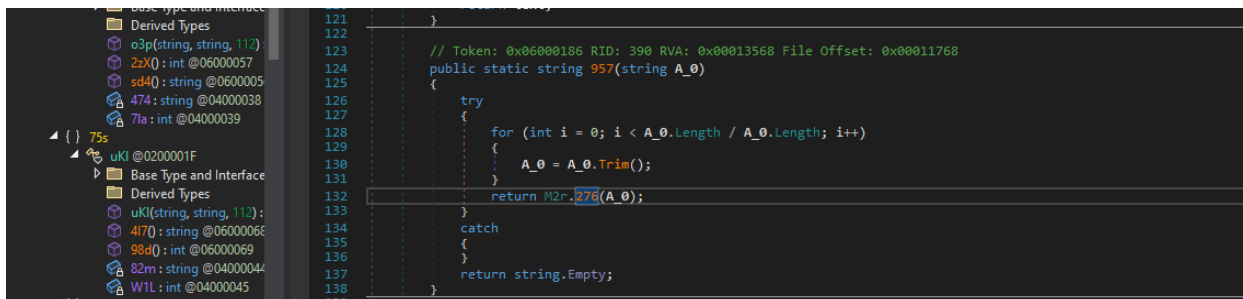 Base Type and Interface
Derived Types
o3p(string, string, 112) :
2zX() : int @06000057
sd4() : string @0600005
474 : string @04000038
7la : int @04000039
{ } 75s
uKI @0200001F
Base Type and Interface
Derived Types
uKI(string, string, 112) :
4l7() : string @06000068
98d() : int @06000069
82m : string @04000044
W1L : int @04000045
121 }
122
123 // Token: 0x06000186 RID: 390 RVA: 0x00013568 File Offset: 0x00011768
124 public static string 957(string A_0)
125 {
126 try
127 {
128 for (int i = 0; i < A_0.Length / A_0.Length; i++)
129 {
130 A_0 = A_0.Trim();
131 }
132 return M2r.276(A_0);
133 }
134 catch
135 {
136 }
137 return string.Empty;
138 }